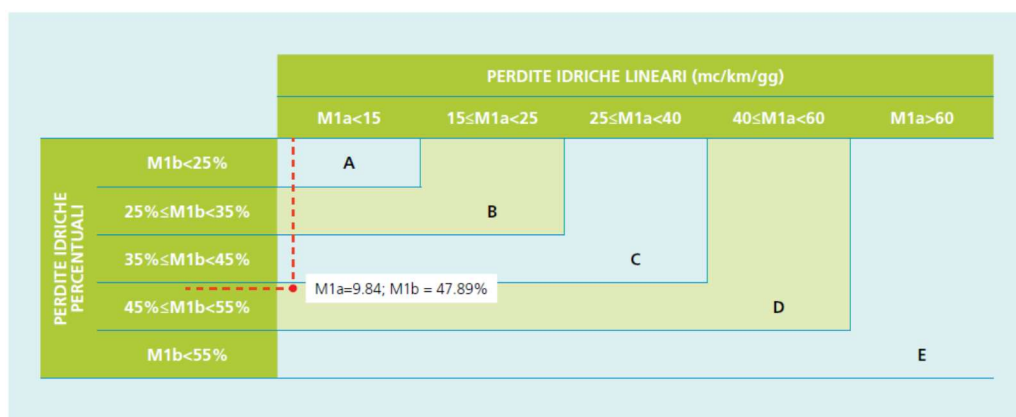 PERDITE IDRICHE LINEARI (mc/km/gg)
M1a<15 15≤M1a<25 25≤M1a<40 40≤M1a<60 M1a>60
PERDITE IDRICHE
PERCENTUALI
M1b<25% A
25%≤M1b<35% B
35%≤M1b<45% C
M1a=9.84; M1b = 47.89%
45%≤M1b<55% D
M1b<55% E